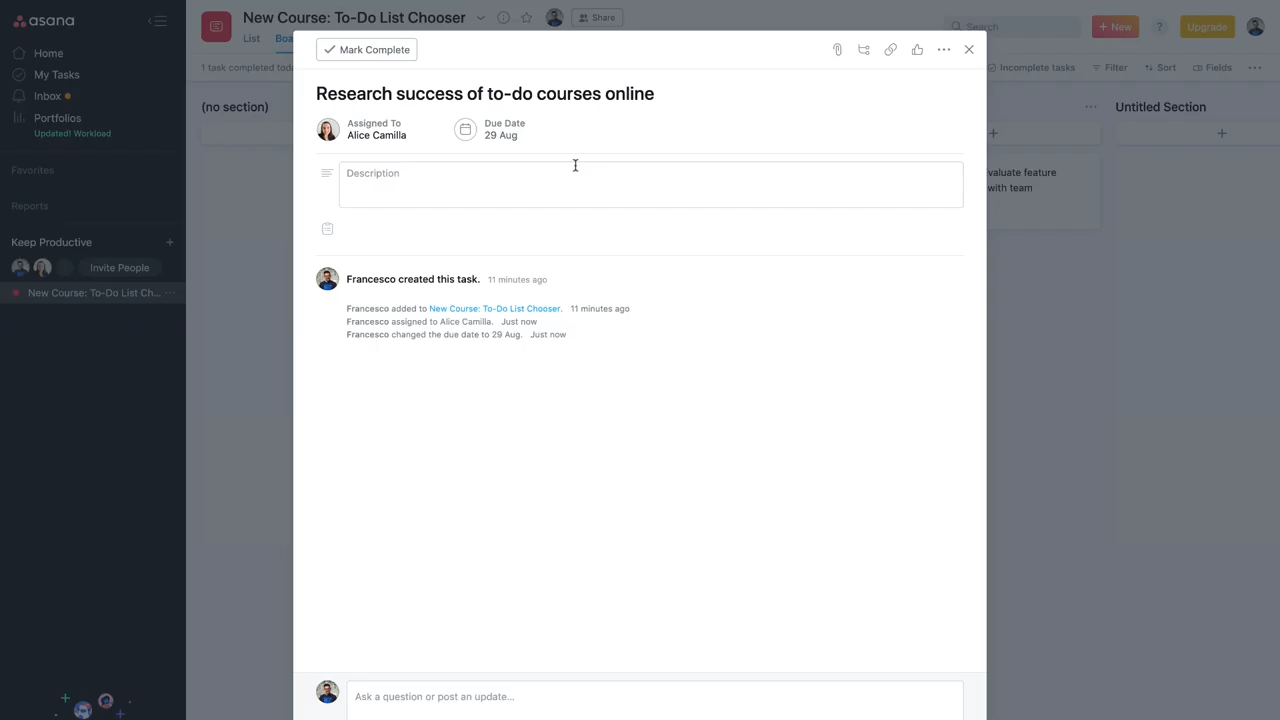 asana
Home
My Tasks
Inbox
Portfolios
Updated! Workload
Favorites
Reports
Keep Productive
Invite People
New Course: To-Do List Ch...
New Course: To-Do List Chooser
Share
Search
New
?
Upgrade
List
Boa
1 task completed toda
Incomplete tasks
Filter
Sort
Fields
(no section)
Untitled Section
valuate feature
with team
Mark Complete
Research success of to-do courses online
Assigned To
Alice Camilla
Due Date
29 Aug
Description
Francesco created this task. 11 minutes ago
Francesco added to New Course: To-Do List Chooser. 11 minutes ago
Francesco assigned to Alice Camilla. Just now
Francesco changed the due date to 29 Aug. Just now
Ask a question or post an update...